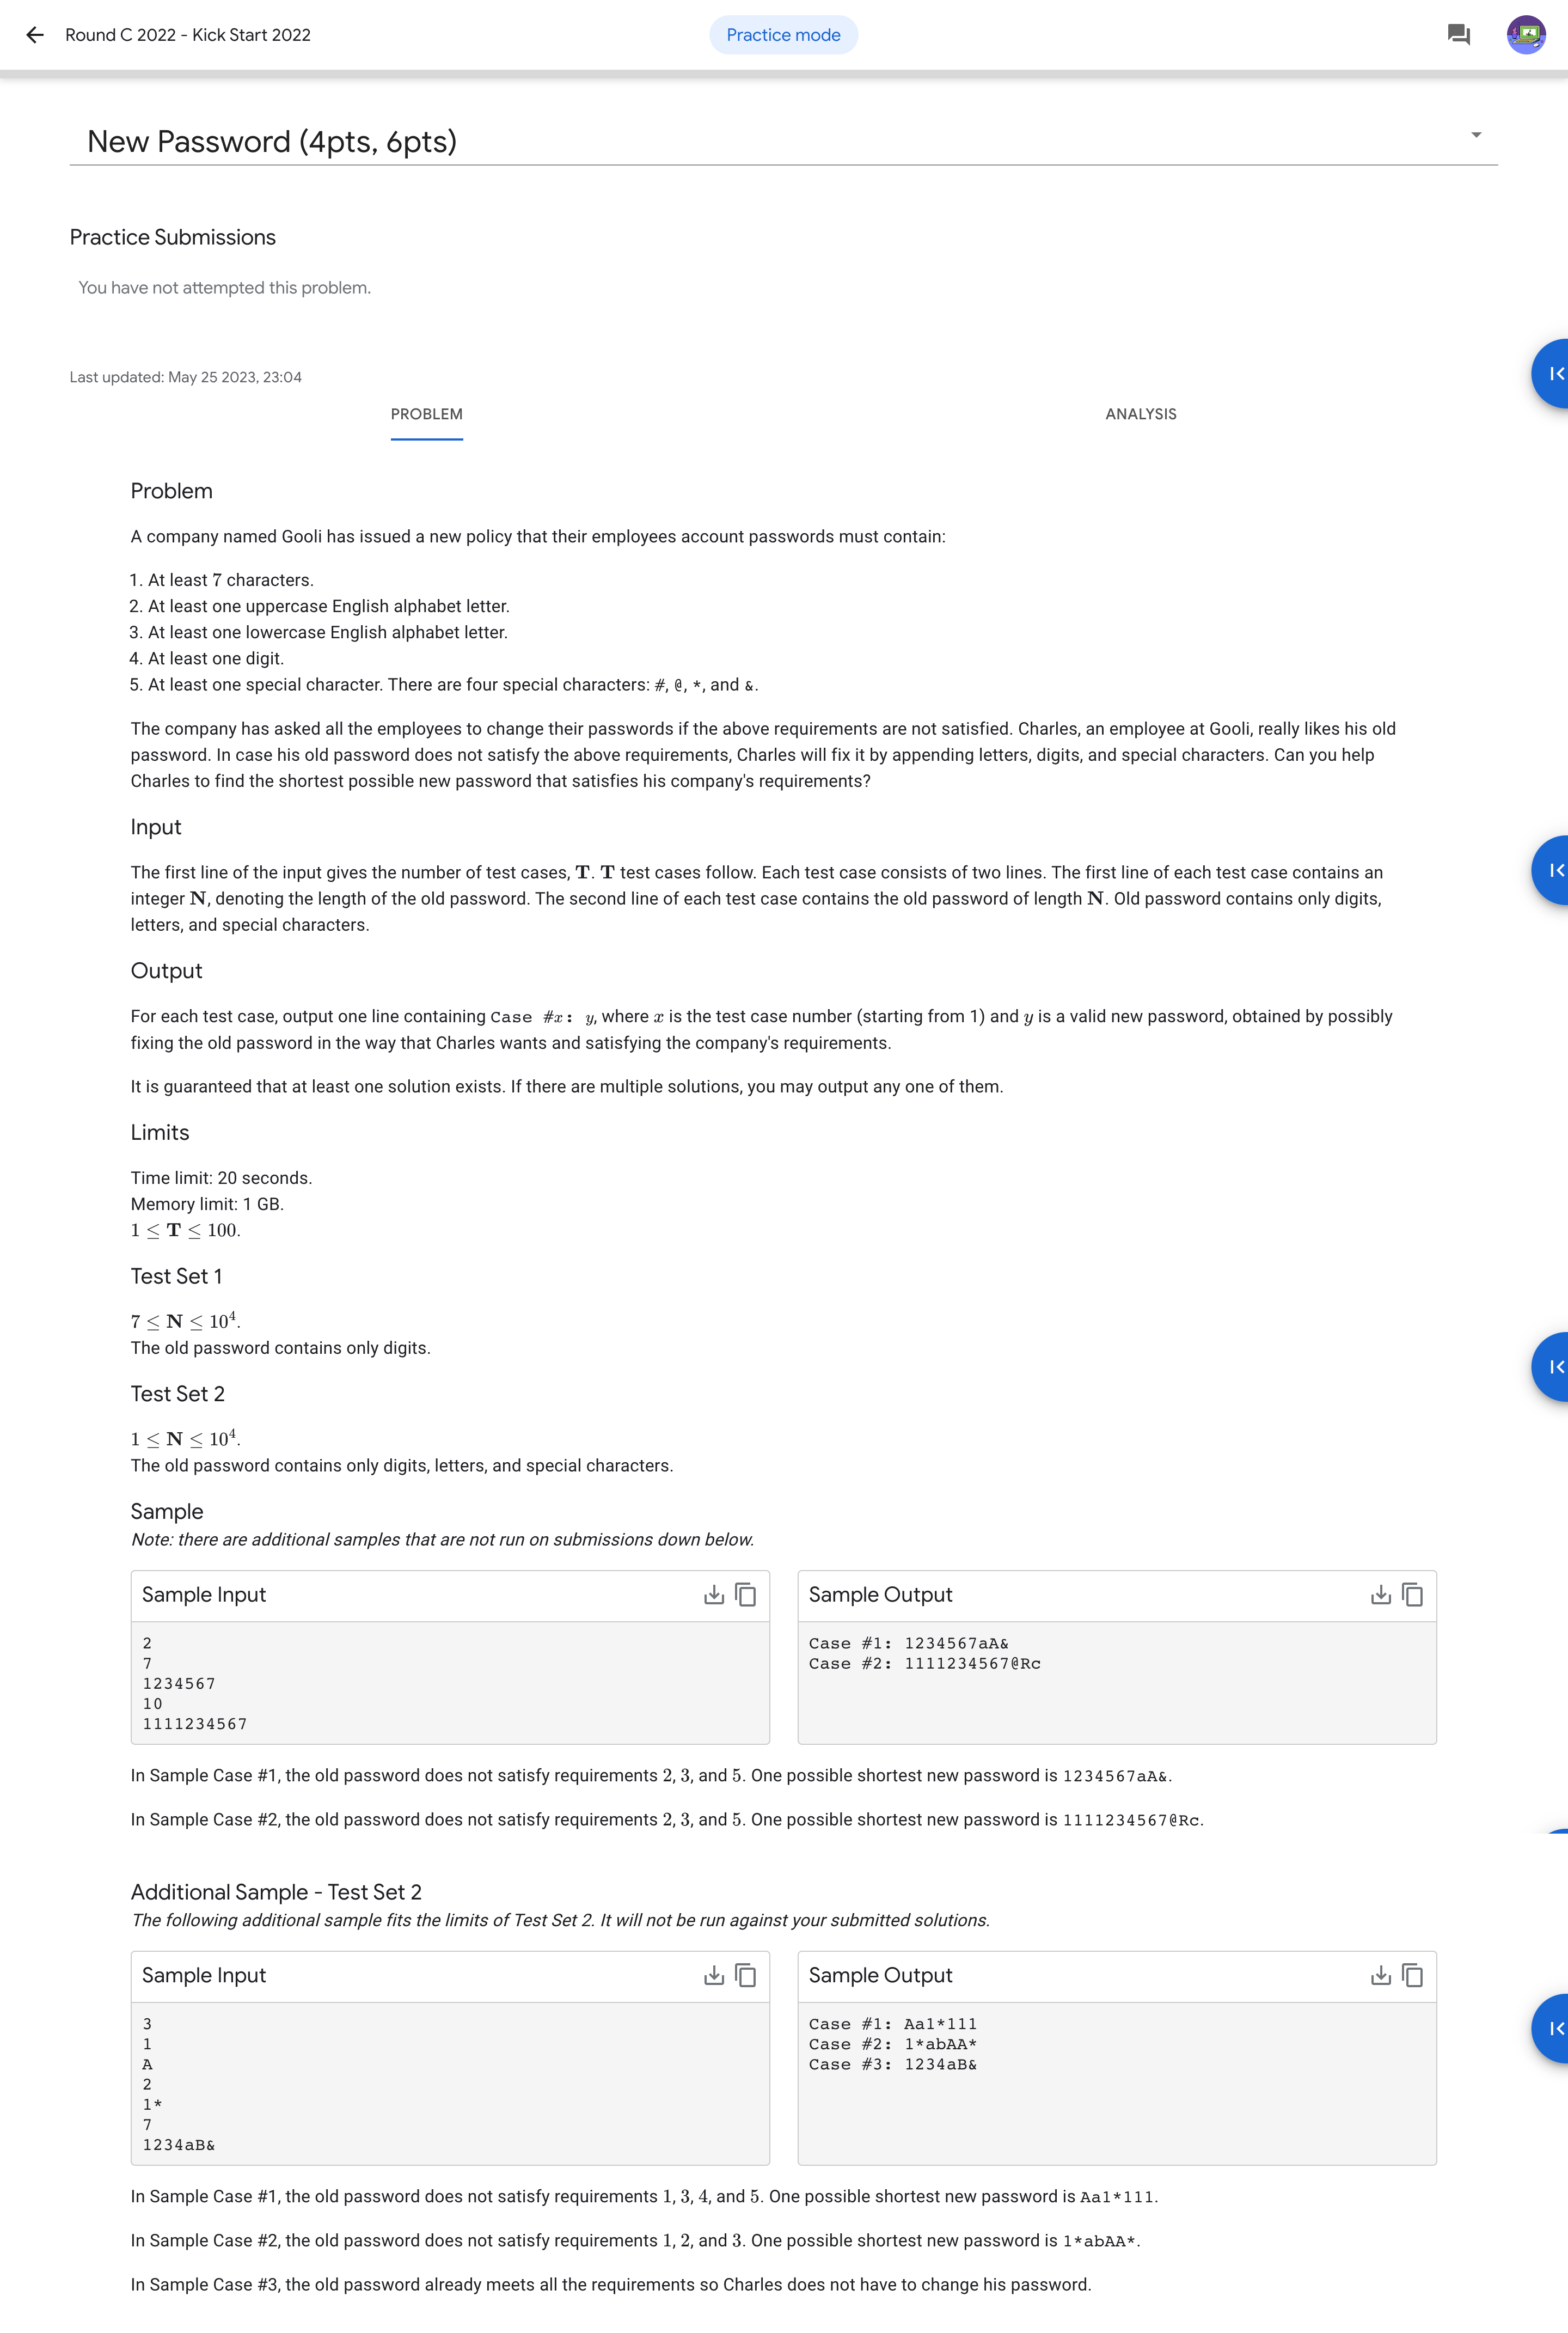 Round C 2022 - Kick Start 2022
Practice mode
New Password (4pts, 6pts)
Practice Submissions
You have not attempted this problem.
Last updated: May 25 2023, 23:04
PROBLEM
ANALYSIS
Problem
A company named Gooli has issued a new policy that their employees account passwords must contain:
1. At least 7 characters.
2. At least one uppercase English alphabet letter.
3. At least one lowercase English alphabet letter.
4. At least one digit.
5. At least one special character. There are four special characters: #, @, *, and &.
The company has asked all the employees to change their passwords if the above requirements are not satisfied. Charles, an employee at Gooli, really likes his old
password. In case his old password does not satisfy the above requirements, Charles will fix it by appending letters, digits, and special characters. Can you help
Charles to find the shortest possible new password that satisfies his company's requirements?
Input
The first line of the input gives the number of test cases, T. T test cases follow. Each test case consists of two lines. The first line of each test case contains an
integer N, denoting the length of the old password. The second line of each test case contains the old password of length N. Old password contains only digits,
letters, and special characters.
Output
For each test case, output one line containing Case #x: y, where x is the test case number (starting from 1) and y is a valid new password, obtained by possibly
fixing the old password in the way that Charles wants and satisfying the company's requirements.
It is guaranteed that at least one solution exists. If there are multiple solutions, you may output any one of them.
Limits
Time limit: 20 seconds.
Memory limit: 1 GB.
1 ≤ T ≤ 100.
Test Set 1
7 ≤ N ≤ 10⁴.
The old password contains only digits.
Test Set 2
1 ≤ N ≤ 10⁴.
The old password contains only digits, letters, and special characters.
Sample
Note: there are additional samples that are not run on submissions down below.
Sample Input
2
7
1234567
10
1111234567
Sample Output
Case #1: 1234567aA&
Case #2: 1111234567@Rc
In Sample Case #1, the old password does not satisfy requirements 2, 3, and 5. One possible shortest new password is 1234567aA&.
In Sample Case #2, the old password does not satisfy requirements 2, 3, and 5. One possible shortest new password is 1111234567@Rc.
Additional Sample - Test Set 2
The following additional sample fits the limits of Test Set 2. It will not be run against your submitted solutions.
Sample Input
3
1
A
2
1*
7
1234aB&
Sample Output
Case #1: Aa1*111
Case #2: 1*abAA*
Case #3: 1234aB&
In Sample Case #1, the old password does not satisfy requirements 1, 3, 4, and 5. One possible shortest new password is Aa1*111.
In Sample Case #2, the old password does not satisfy requirements 1, 2, and 3. One possible shortest new password is 1*abAA*.
In Sample Case #3, the old password already meets all the requirements so Charles does not have to change his password.